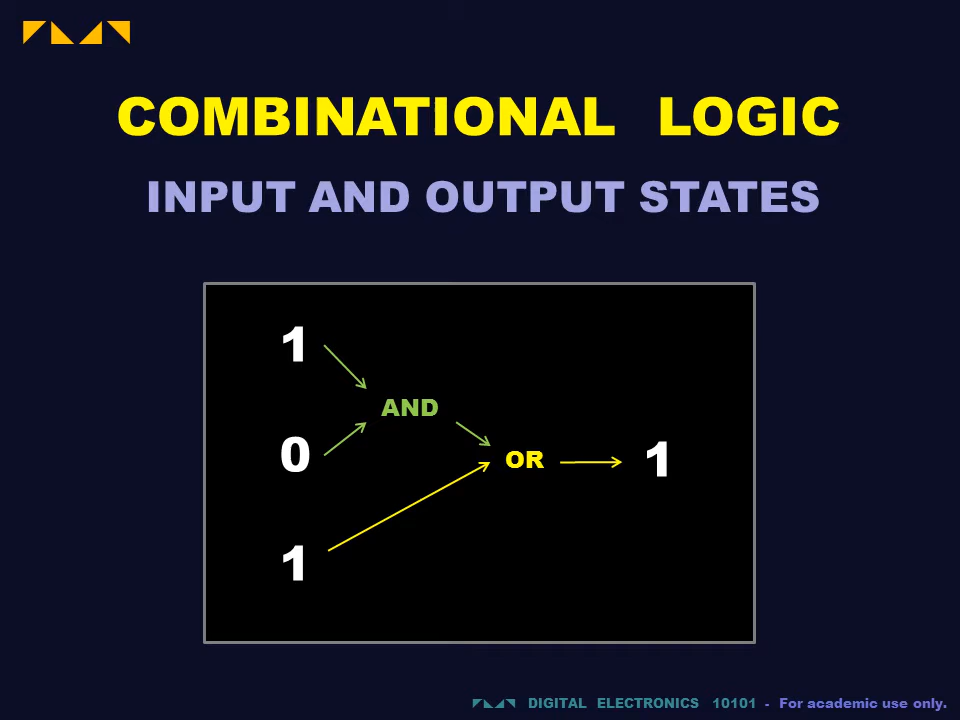 COMBINATIONAL LOGIC
INPUT AND OUTPUT STATES
1
AND
0
OR
1
1
DIGITAL ELECTRONICS 10101 - For academic use only.